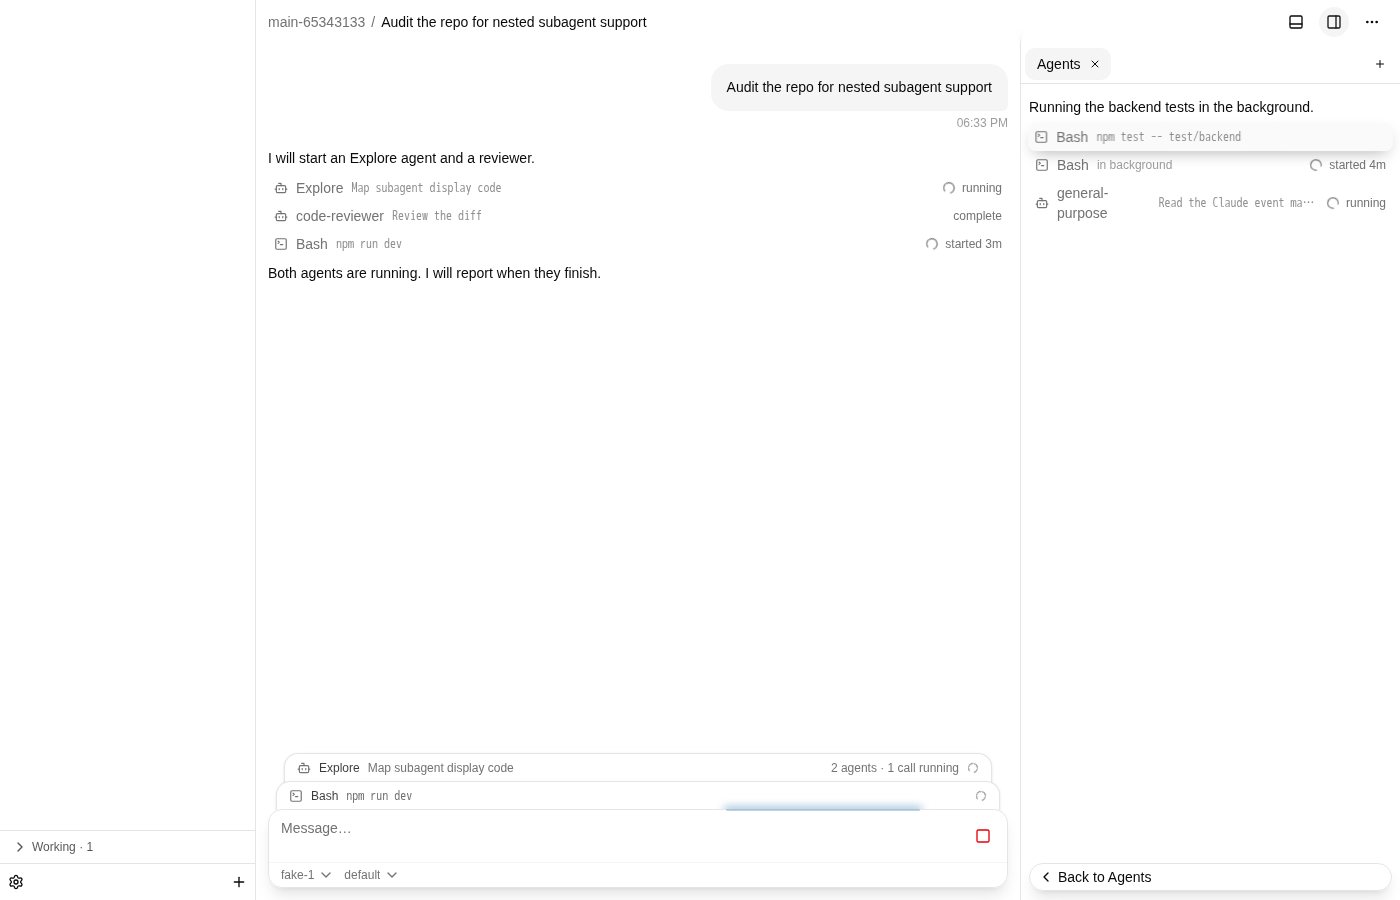 main-65343133 / Audit the repo for nested subagent support
Agents
Audit the repo for nested subagent support
06:33 PM
I will start an Explore agent and a reviewer.
Explore Map subagent display code running
code-reviewer Review the diff complete
Bash npm run dev started 3m
Both agents are running. I will report when they finish.
Running the backend tests in the background.
Bash npm test -- test/backend
Bash in background started 4m
general-purpose Read the Claude event ma··· running
Explore Map subagent display code 2 agents · 1 call running
Bash npm run dev
Message…
fake-1 default
Working · 1
Back to Agents